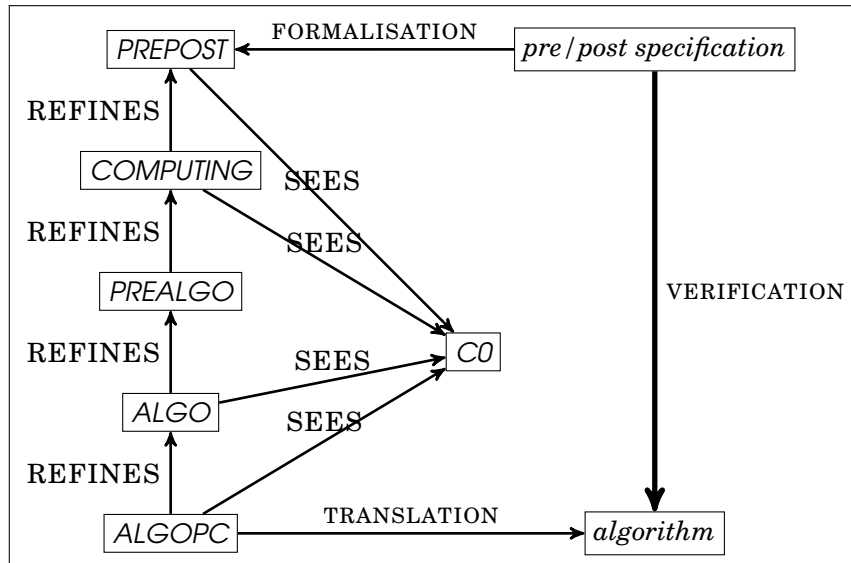 FORMALISATION
PREPOST
pre/post specification
REFINES
COMPUTING
SEES
REFINES
SEES
PREALGO
VERIFICATION
REFINES
SEES
C0
ALGO
SEES
REFINES
TRANSLATION
ALGOPC
algorithm